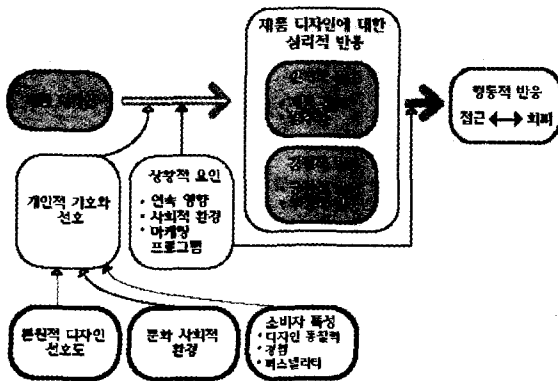 제품 디자인에 대한
심리적 반응
행동적 반응
접근 회피
개인적 기호와
선호
상황적 요인
• 연속 영향
• 사회적 환경
• 마케팅
프로그램
본원적 디자인
선호도
문화 사회적
환경
소비자 특성
• 디자인 통찰력
• 경험
• 퍼스낼리티